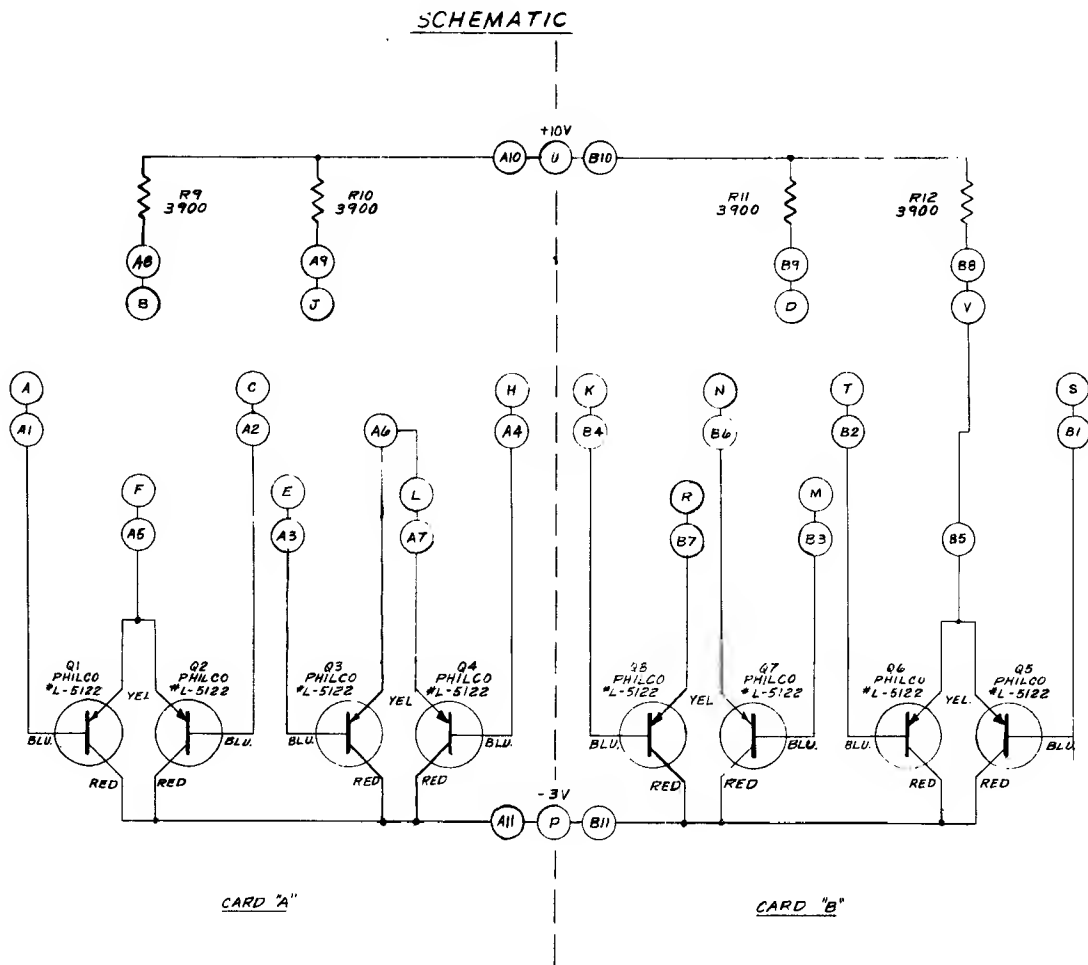 SCHEMATIC
+10V
A10 U B10
R9
3900
R10
3900
R11
3900
R12
3900
A8 A9 B9 B8
B J D V
A C H K N T S
A1 A2 A6 A4 B4 B6 B2 B1
F E L R M
A5 A3 A7 B7 B3 B5
Q1
PHILCO
#L-5122
Q2
PHILCO
#L-5122
Q3
PHILCO
#L-5122
Q4
PHILCO
#L-5122
Q8
PHILCO
#L-5122
Q7
PHILCO
#L-5122
Q6
PHILCO
#L-5122
Q5
PHILCO
#L-5122
YEL YEL YEL YEL.
BLU. BLU. BLU. BLU. BLU. BLU. BLU. BLU.
RED RED RED RED RED RED RED RED
-3V
A11 P B11
CARD "A" CARD "B"